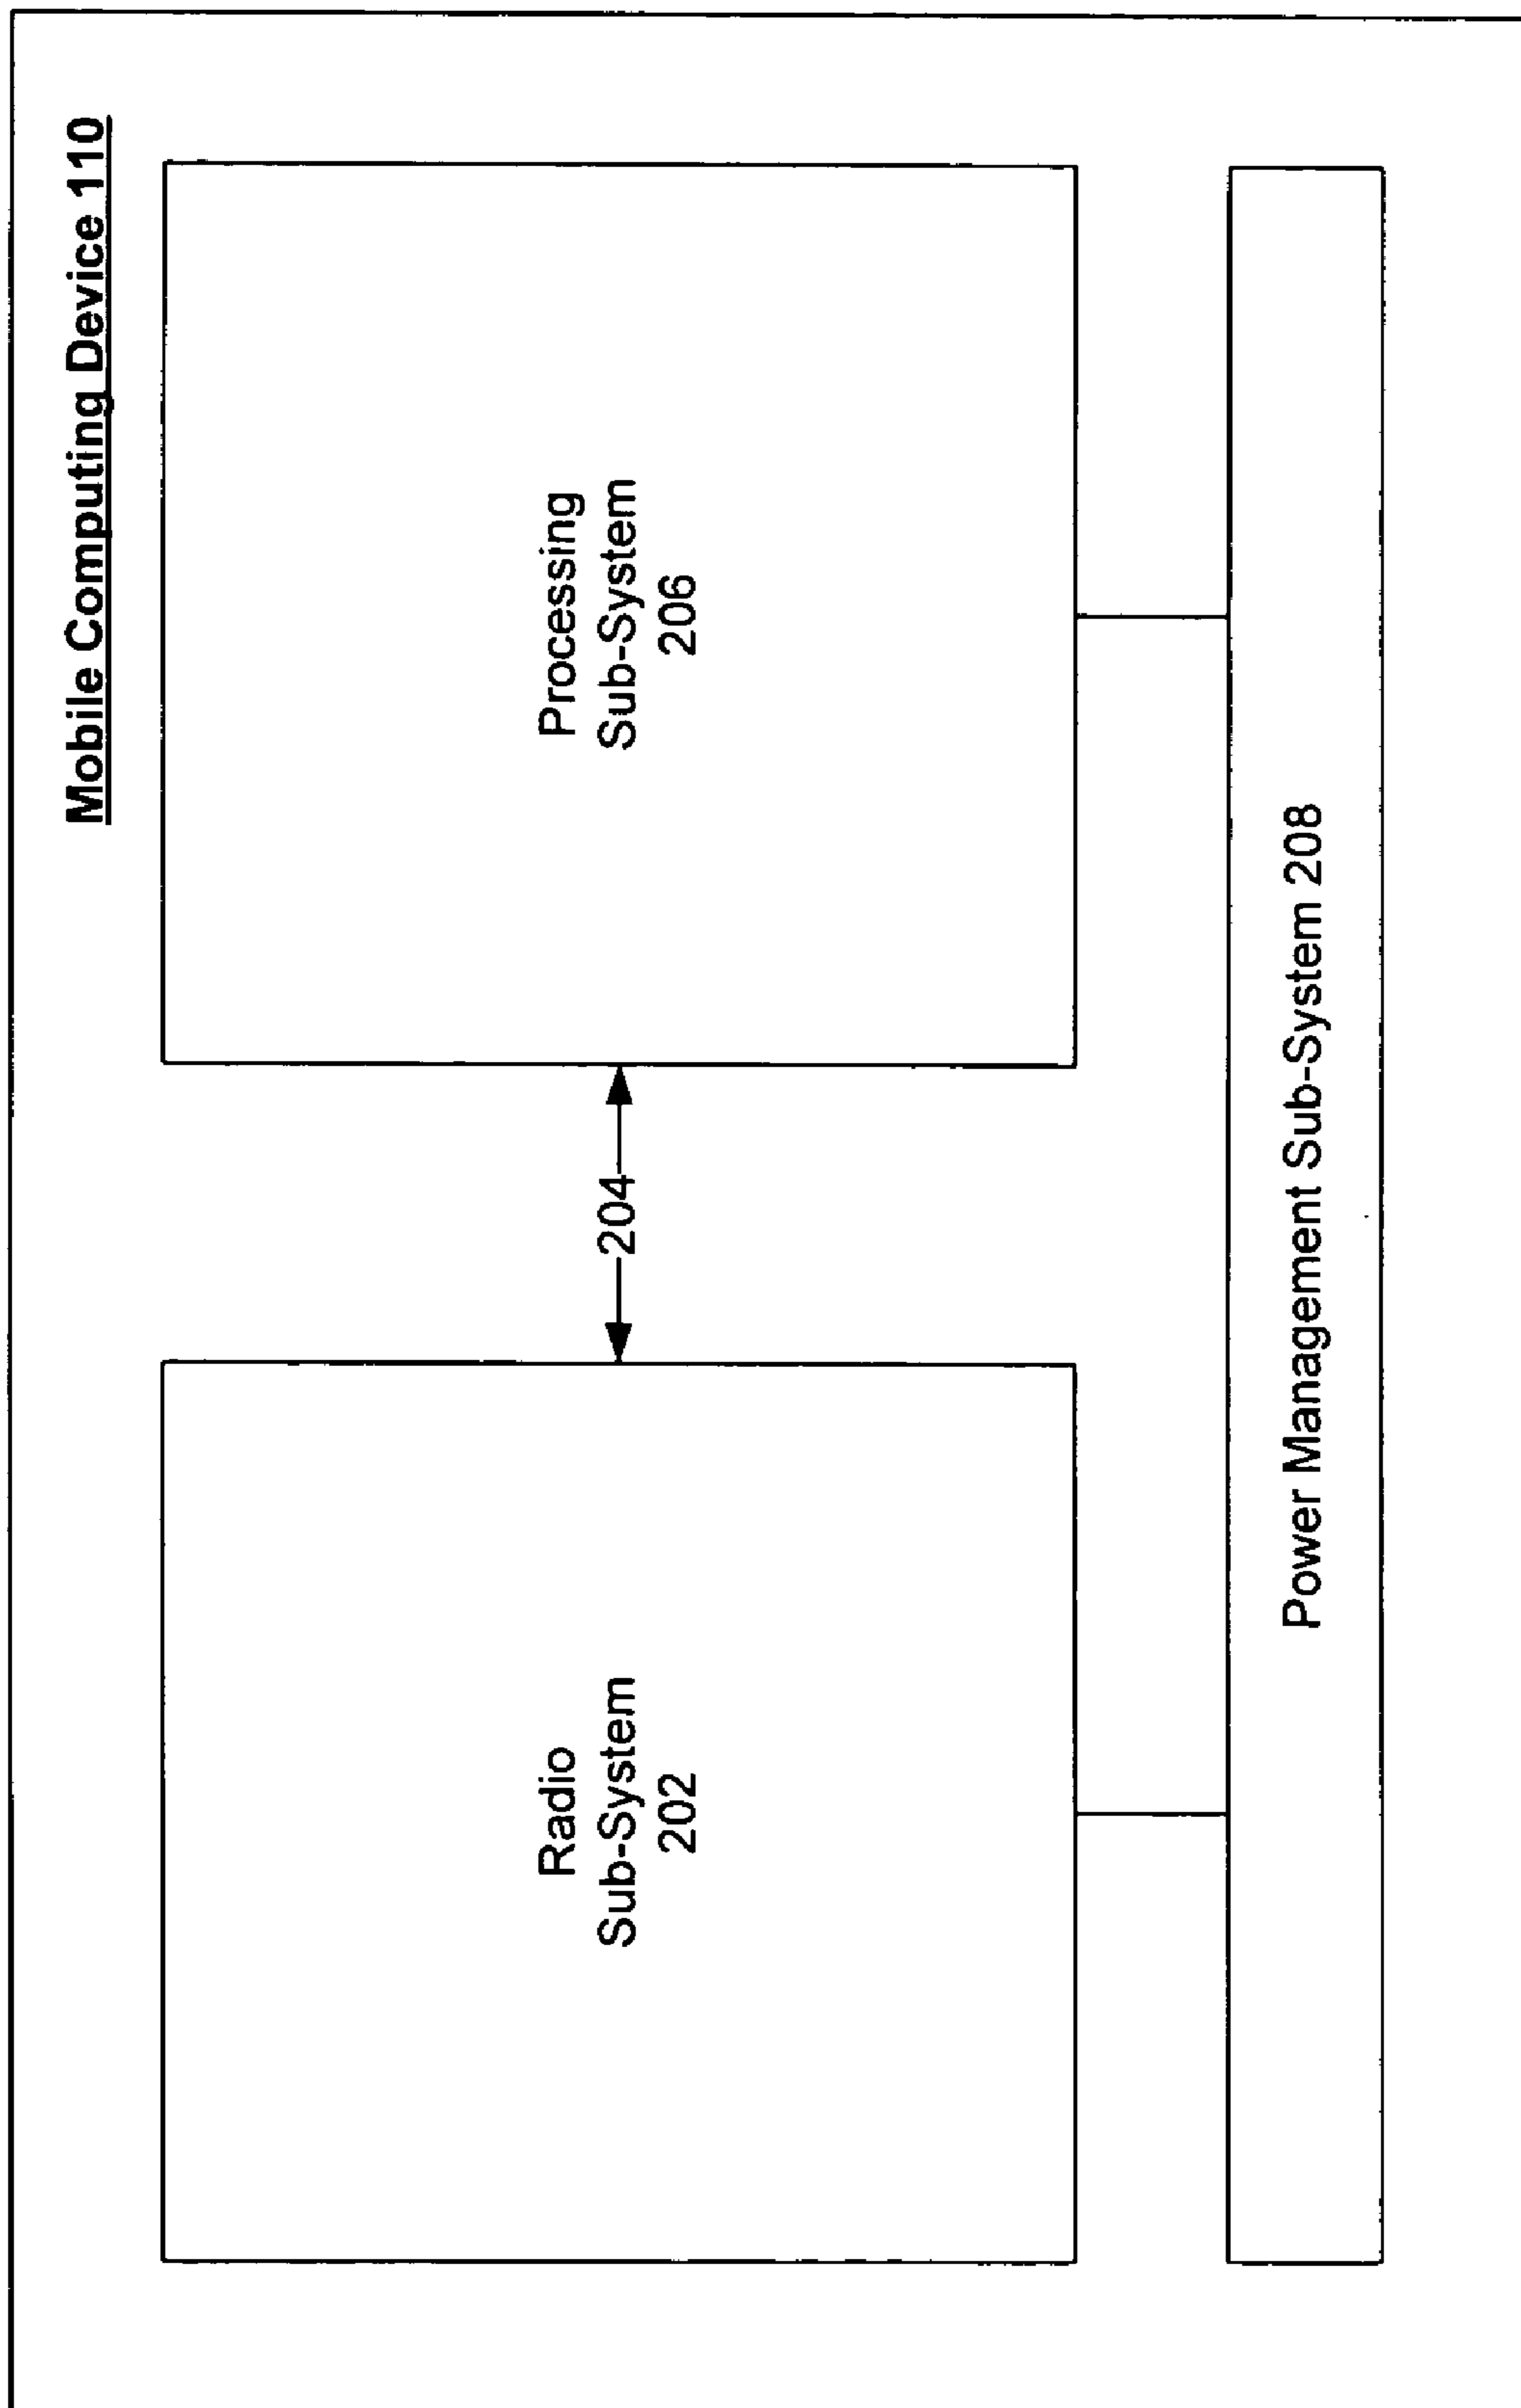 Mobile Computing Device 110
Radio
Sub-System
202
204
Processing
Sub-System
206
Power Management Sub-System 208